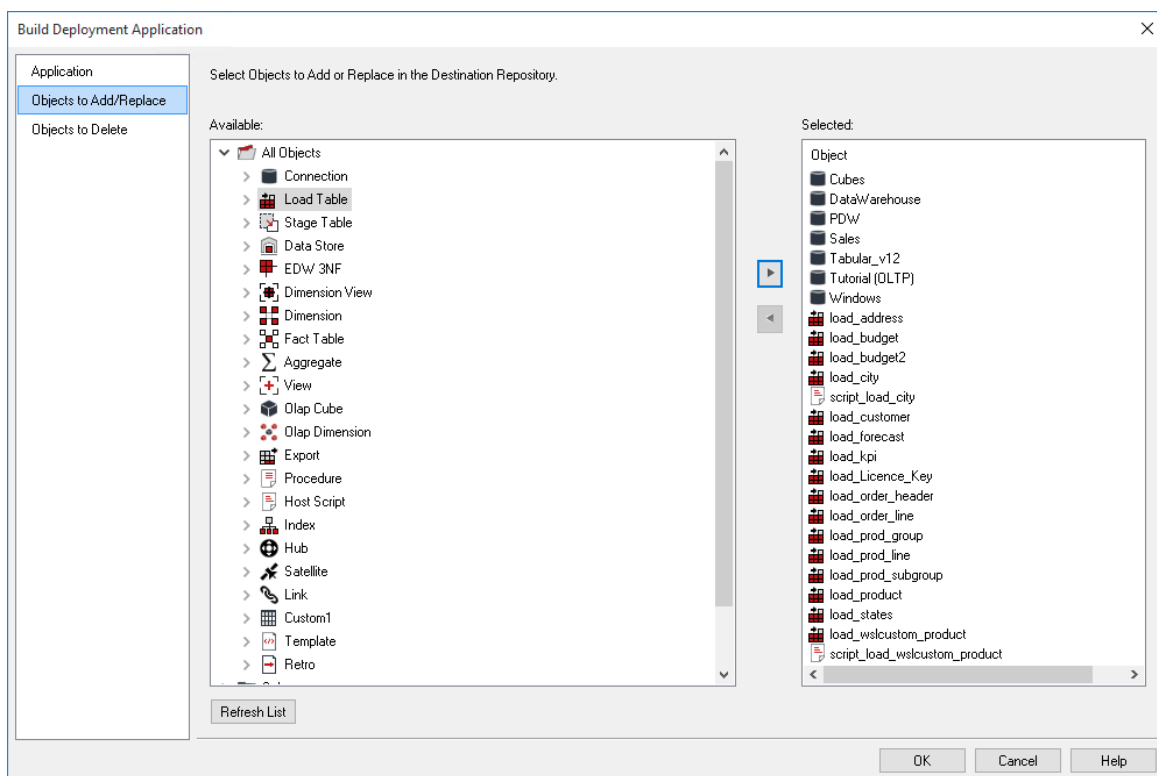 Build Deployment Application
Application
Objects to Add/Replace
Objects to Delete
Select Objects to Add or Replace in the Destination Repository.
Available:
All Objects
Connection
Load Table
Stage Table
Data Store
EDW 3NF
Dimension View
Dimension
Fact Table
Aggregate
View
Olap Cube
Olap Dimension
Export
Procedure
Host Script
Index
Hub
Satellite
Link
Custom1
Template
Retro
Refresh List
Selected:
Object
Cubes
DataWarehouse
PDW
Sales
Tabular_v12
Tutorial (OLTP)
Windows
load_address
load_budget
load_budget2
load_city
script_load_city
load_customer
load_forecast
load_kpi
load_Licence_Key
load_order_header
load_order_line
load_prod_group
load_prod_line
load_prod_subgroup
load_product
load_states
load_wslcustom_product
script_load_wslcustom_product
OK
Cancel
Help